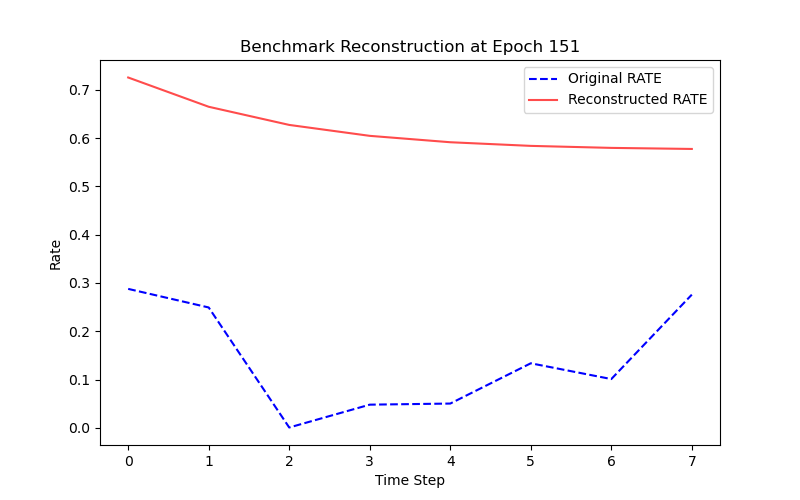 Benchmark Reconstruction at Epoch 151
Original RATE
Reconstructed RATE
Rate
0.7
0.6
0.5
0.4
0.3
0.2
0.1
0.0
0 1 2 3 4 5 6 7
Time Step